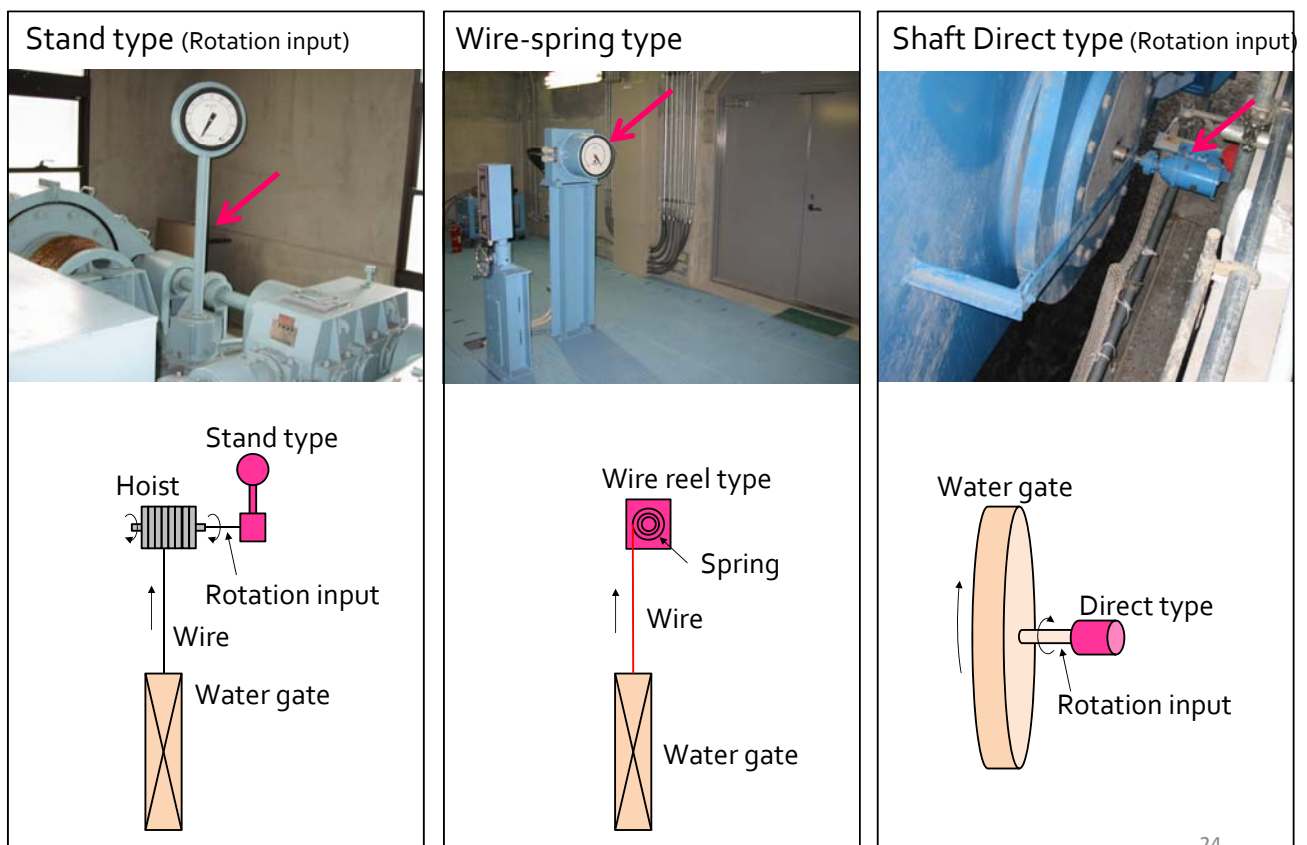 Stand type (Rotation input)
Stand type
Hoist
Rotation input
Wire
Water gate
Wire-spring type
Wire reel type
Spring
Wire
Water gate
Shaft Direct type (Rotation input)
Water gate
Direct type
Rotation input